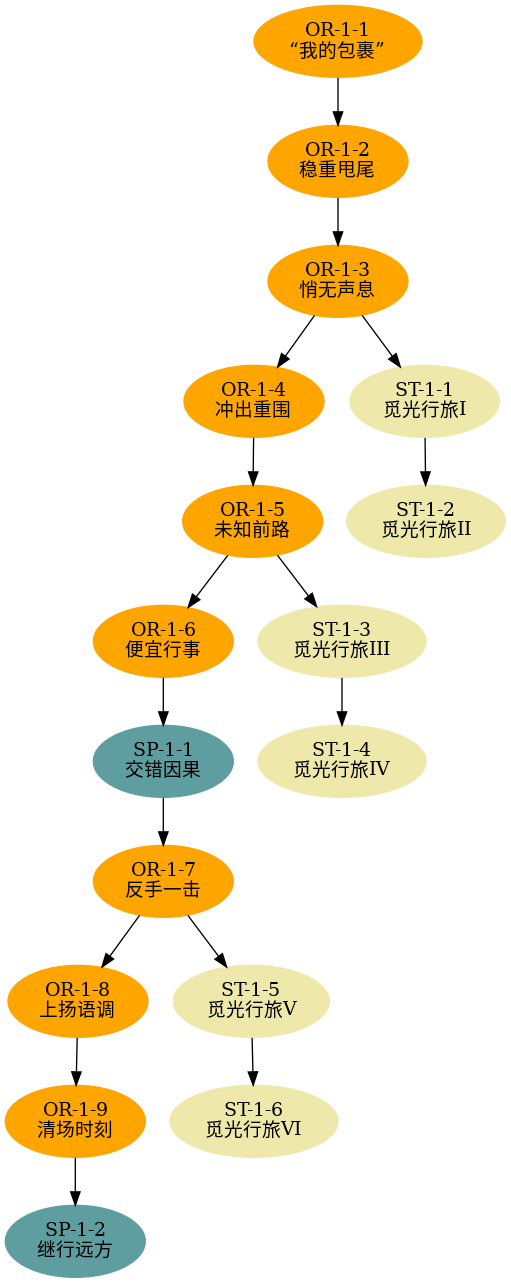 OR-1-1
“我的包裹”
OR-1-2
稳重甩尾
OR-1-3
悄无声息
OR-1-4
冲出重围
ST-1-1
觅光行旅I
OR-1-5
未知前路
ST-1-2
觅光行旅II
OR-1-6
便宜行事
ST-1-3
觅光行旅III
SP-1-1
交错因果
ST-1-4
觅光行旅IV
OR-1-7
反手一击
OR-1-8
上扬语调
ST-1-5
觅光行旅V
OR-1-9
清场时刻
ST-1-6
觅光行旅VI
SP-1-2
继行远方